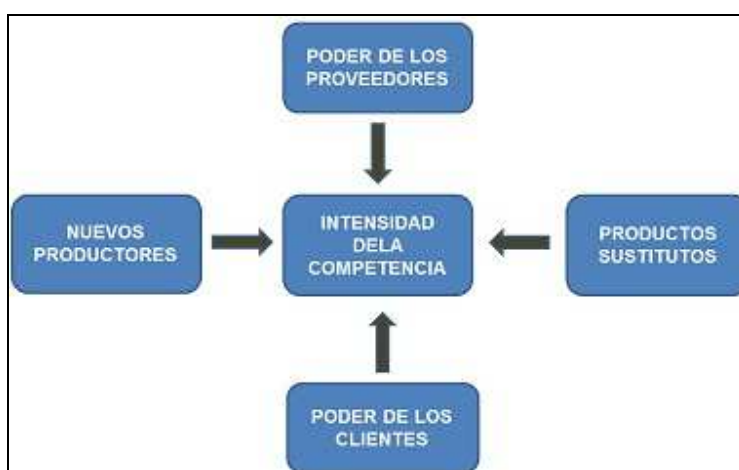 PODER DE LOS
PROVEEDORES
NUEVOS
PRODUCTORES
INTENSIDAD
DELA
COMPETENCIA
PRODUCTOS
SUSTITUTOS
PODER DE LOS
CLIENTES